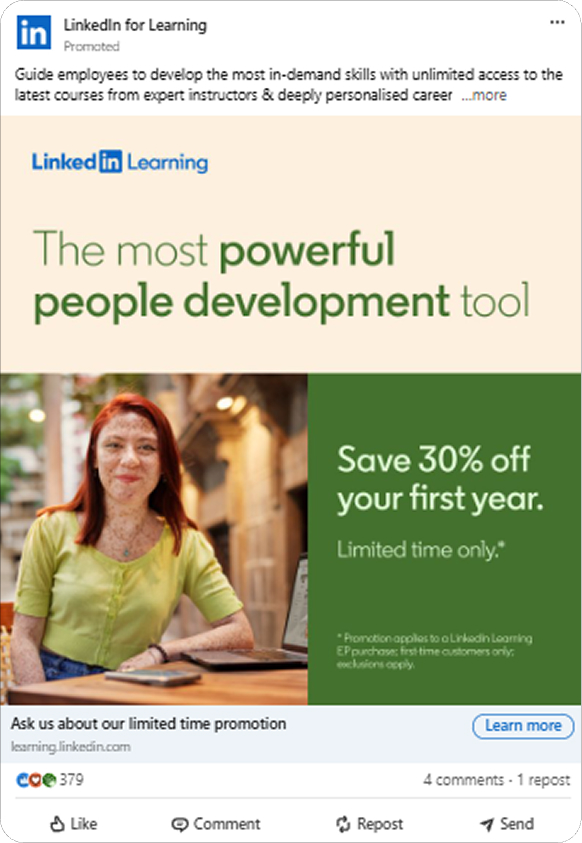 in
LinkedIn for Learning
Promoted
Guide employees to develop the most in-demand skills with unlimited access to the
latest courses from expert instructors & deeply personalised career ...more
Linkedin Learning
The most powerful
people development tool
Save 30% off
your first year.
Limited time only.*
* Promotion applies to a LinkedIn Learning
EP purchase; first-time customers only;
exclusions apply.
Ask us about our limited time promotion
Learn more
learning.linkedin.com
379
4 comments · 1 repost
Like
Comment
Repost
Send